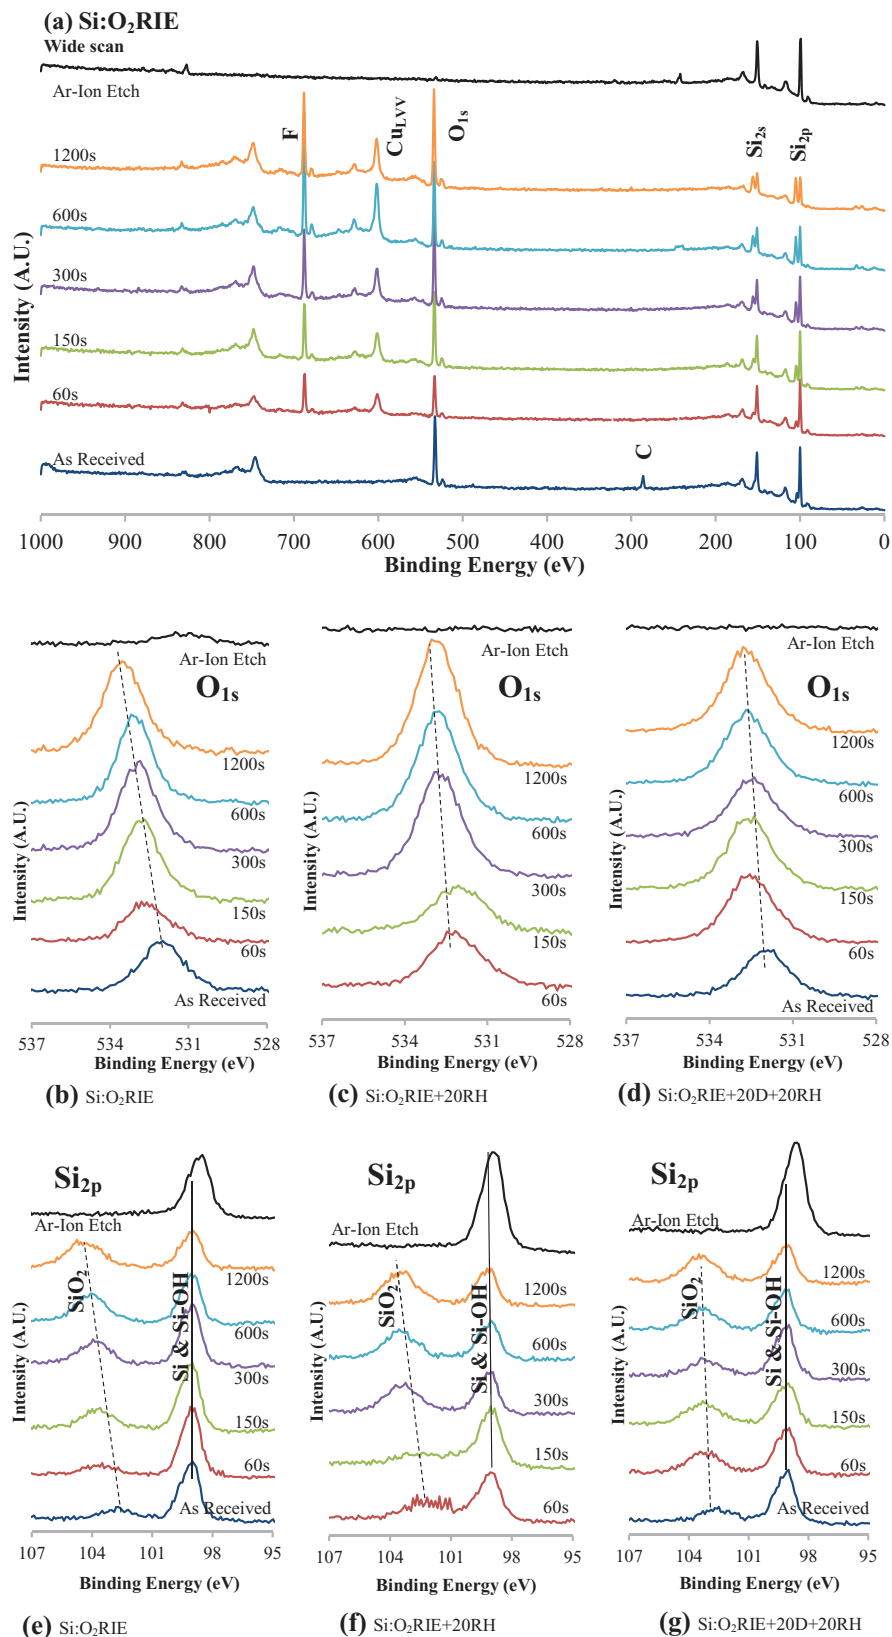 (a) Si:O₂RIE
Wide scan
Ar-Ion Etch
F
Cu_LVV
O₁ₛ
Si₂ₛ
Si₂ₚ
1200s
600s
300s
150s
60s
As Received
C
Intensity (A.U.)
1000 900 800 700 600 500 400 300 200 100 0
Binding Energy (eV)
Ar-Ion Etch
O₁ₛ
1200s
600s
300s
150s
60s
As Received
Intensity (A.U.)
537 534 531 528
Binding Energy (eV)
(b) Si:O₂RIE
Ar-Ion Etch
O₁ₛ
1200s
600s
300s
150s
60s
Intensity (A.U.)
537 534 531 528
Binding Energy (eV)
(c) Si:O₂RIE+20RH
Ar-Ion Etch
O₁ₛ
1200s
600s
300s
150s
60s
As Received
Intensity (A.U.)
537 534 531 528
Binding Energy (eV)
(d) Si:O₂RIE+20D+20RH
Si₂ₚ
Ar-Ion Etch
SiO₂
Si & Si-OH
1200s
600s
300s
150s
60s
As Received
Intensity (A.U.)
107 104 101 98 95
Binding Energy (eV)
(e) Si:O₂RIE
Si₂ₚ
Ar-Ion Etch
SiO₂
Si & Si-OH
1200s
600s
300s
150s
60s
Intensity (A.U.)
107 104 101 98 95
Binding Energy (eV)
(f) Si:O₂RIE+20RH
Si₂ₚ
Ar-Ion Etch
SiO₂
Si & Si-OH
1200s
600s
300s
150s
60s
As Received
Intensity (A.U.)
107 104 101 98 95
Binding Energy (eV)
(g) Si:O₂RIE+20D+20RH